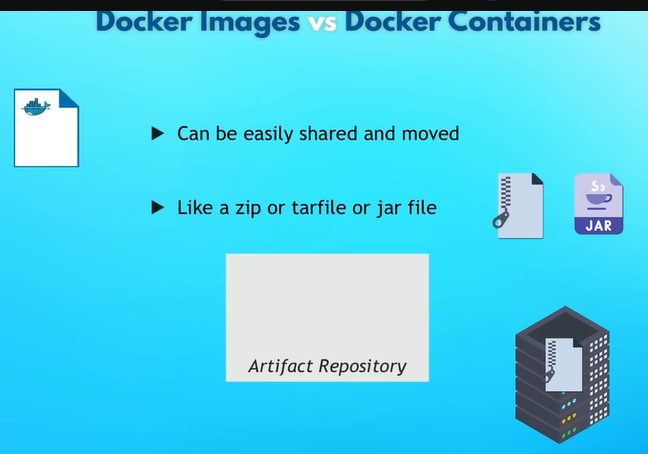 Docker Images vs Docker Containers
Can be easily shared and moved
Like a zip or tarfile or jar file
JAR
Artifact Repository